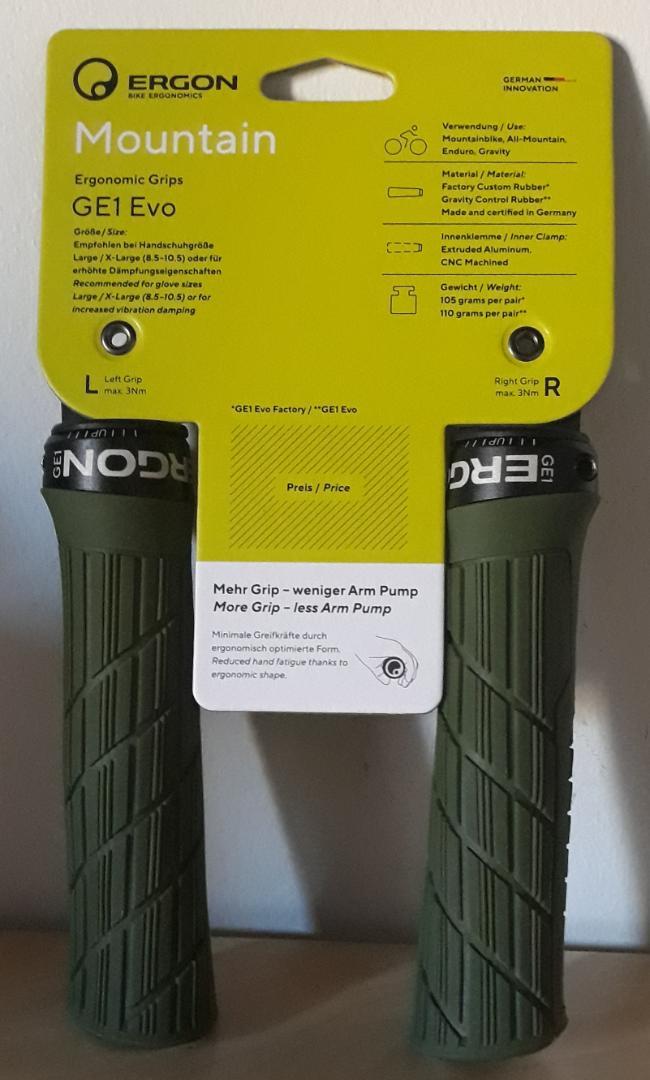 ERGON
BIKE ERGONOMICS
GERMAN
INNOVATION
Mountain
Ergonomic Grips
GE1 Evo
Größe / Size:
Empfohlen bei Handschuhgröße
Large / X-Large (8.5–10.5) oder für
erhöhte Dämpfungseigenschaften
Recommended for glove sizes
Large / X-Large (8.5–10.5) or for
increased vibration damping
Verwendung / Use:
Mountainbike, All-Mountain,
Enduro, Gravity
Material / Material:
Factory Custom Rubber*
Gravity Control Rubber**
Made and certified in Germany
Innenklemme / Inner Clamp:
Extruded Aluminum,
CNC Machined
Gewicht / Weight:
105 grams per pair*
110 grams per pair**
L Left Grip
max. 3Nm
Right Grip R
max. 3Nm
*GE1 Evo Factory / **GE1 Evo
GE1 ERGON
UP
ERGO
GE1
UP
Preis / Price
Mehr Grip – weniger Arm Pump
More Grip – less Arm Pump
Minimale Greifkräfte durch
ergonomisch optimierte Form.
Reduced hand fatigue thanks to
ergonomic shape.